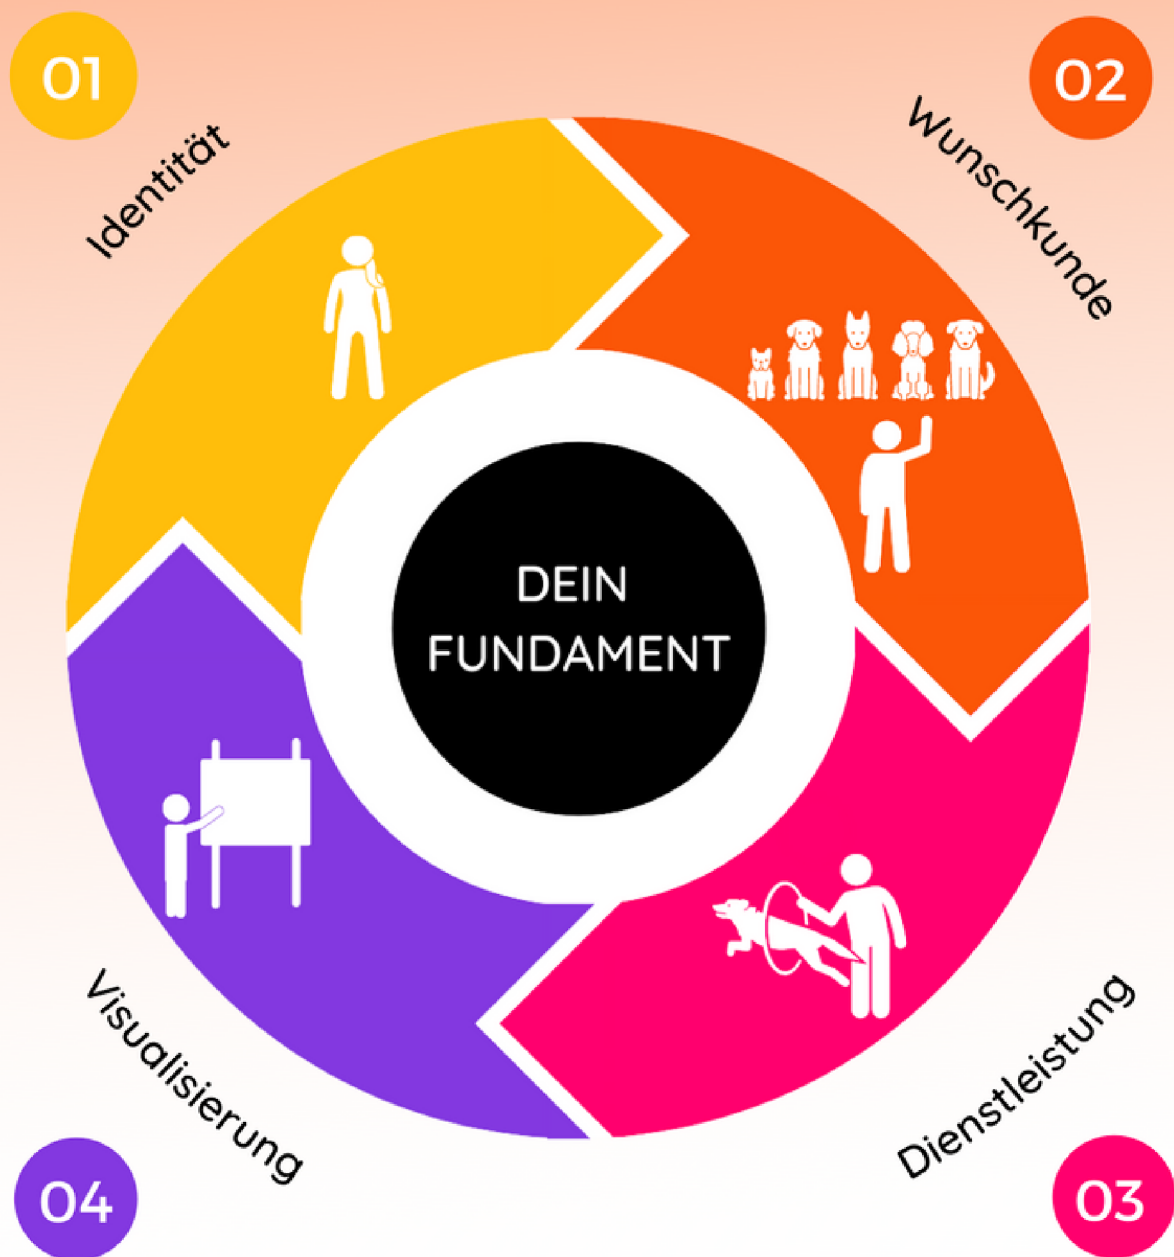 01
Identität
02
Wunschkunde
DEIN
FUNDAMENT
Visualisierung
04
Dienstleistung
03